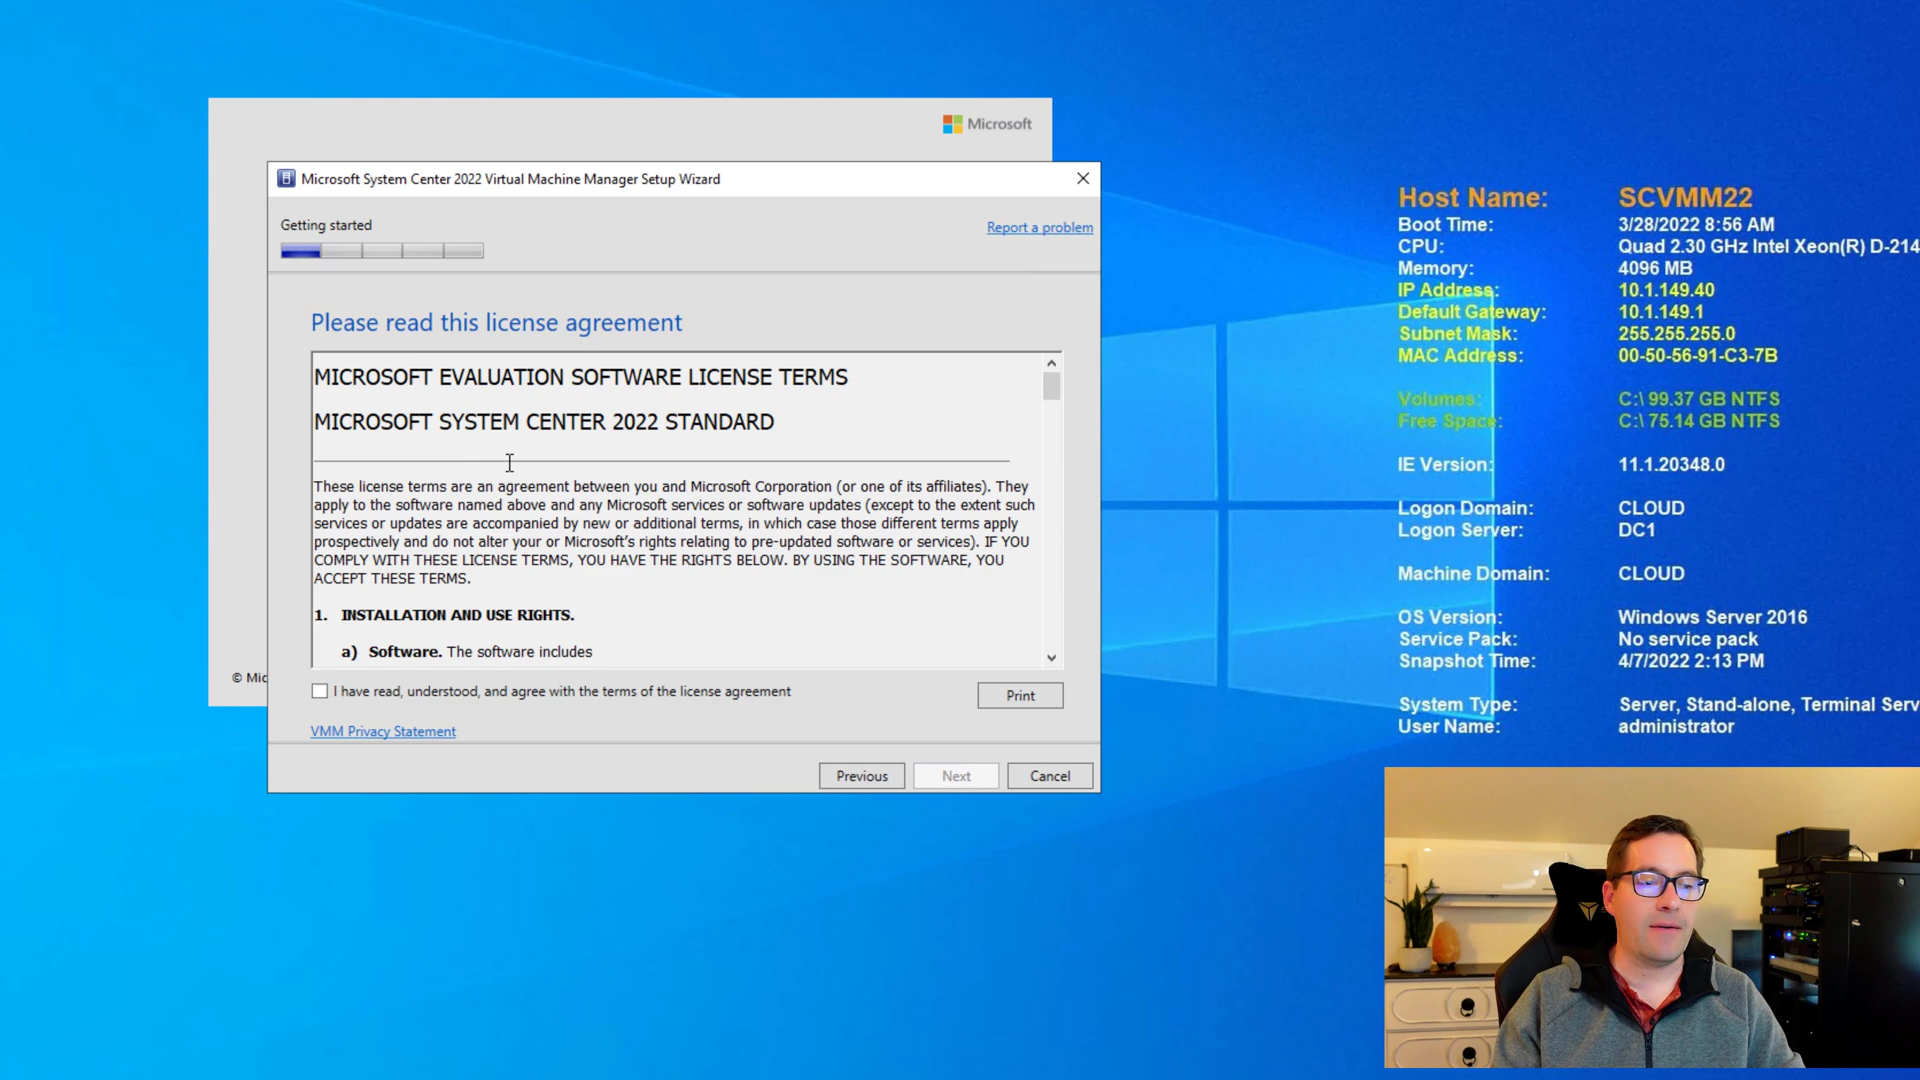 Microsoft
Microsoft System Center 2022 Virtual Machine Manager Setup Wizard
Getting started
Report a problem
Please read this license agreement
MICROSOFT EVALUATION SOFTWARE LICENSE TERMS
MICROSOFT SYSTEM CENTER 2022 STANDARD
These license terms are an agreement between you and Microsoft Corporation (or one of its affiliates). They
apply to the software named above and any Microsoft services or software updates (except to the extent such
services or updates are accompanied by new or additional terms, in which case those different terms apply
prospectively and do not alter your or Microsoft’s rights relating to pre-updated software or services). IF YOU
COMPLY WITH THESE LICENSE TERMS, YOU HAVE THE RIGHTS BELOW. BY USING THE SOFTWARE, YOU
ACCEPT THESE TERMS.
1. INSTALLATION AND USE RIGHTS.
a) Software. The software includes
© Mic
I have read, understood, and agree with the terms of the license agreement
Print
VMM Privacy Statement
Previous
Next
Cancel
Host Name: SCVMM22
Boot Time: 3/28/2022 8:56 AM
CPU: Quad 2.30 GHz Intel Xeon(R) D-214
Memory: 4096 MB
IP Address: 10.1.149.40
Default Gateway: 10.1.149.1
Subnet Mask: 255.255.255.0
MAC Address: 00-50-56-91-C3-7B
Volumes: C:\ 99.37 GB NTFS
Free Space: C:\ 75.14 GB NTFS
IE Version: 11.1.20348.0
Logon Domain: CLOUD
Logon Server: DC1
Machine Domain: CLOUD
OS Version: Windows Server 2016
Service Pack: No service pack
Snapshot Time: 4/7/2022 2:13 PM
System Type: Server, Stand-alone, Terminal Serv
User Name: administrator